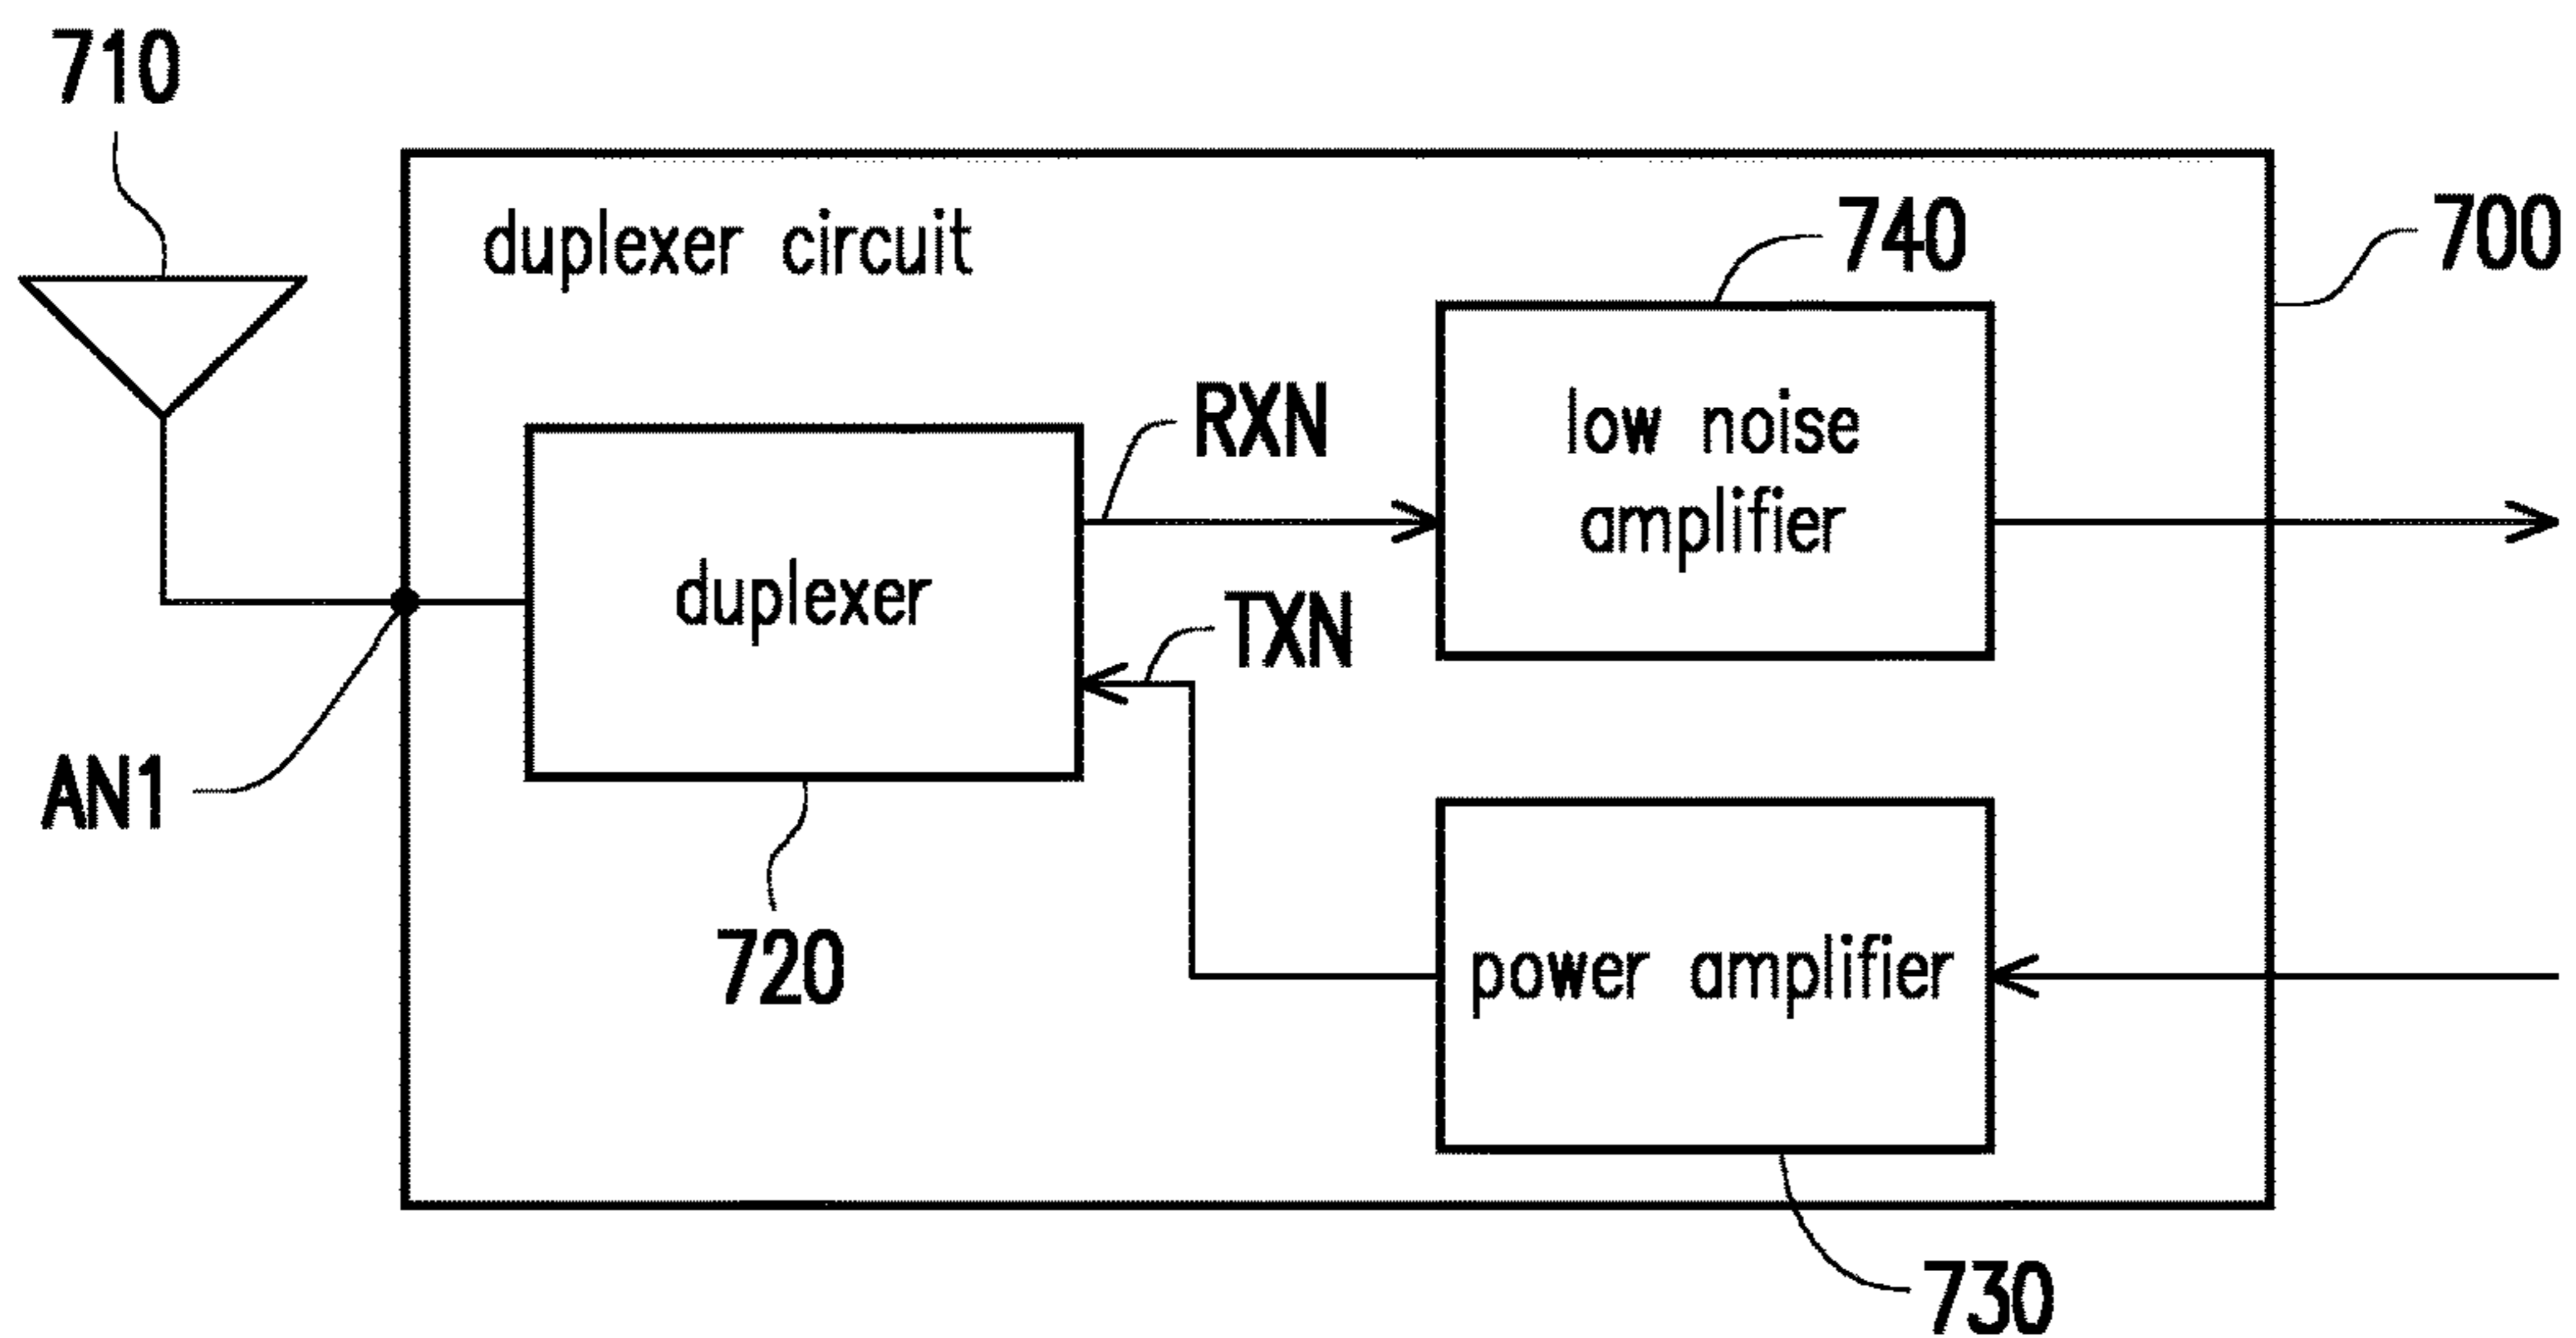 710
740
700
duplexer circuit
RXN
low noise
amplifier
duplexer
TXN
AN1
720
power amplifier
730